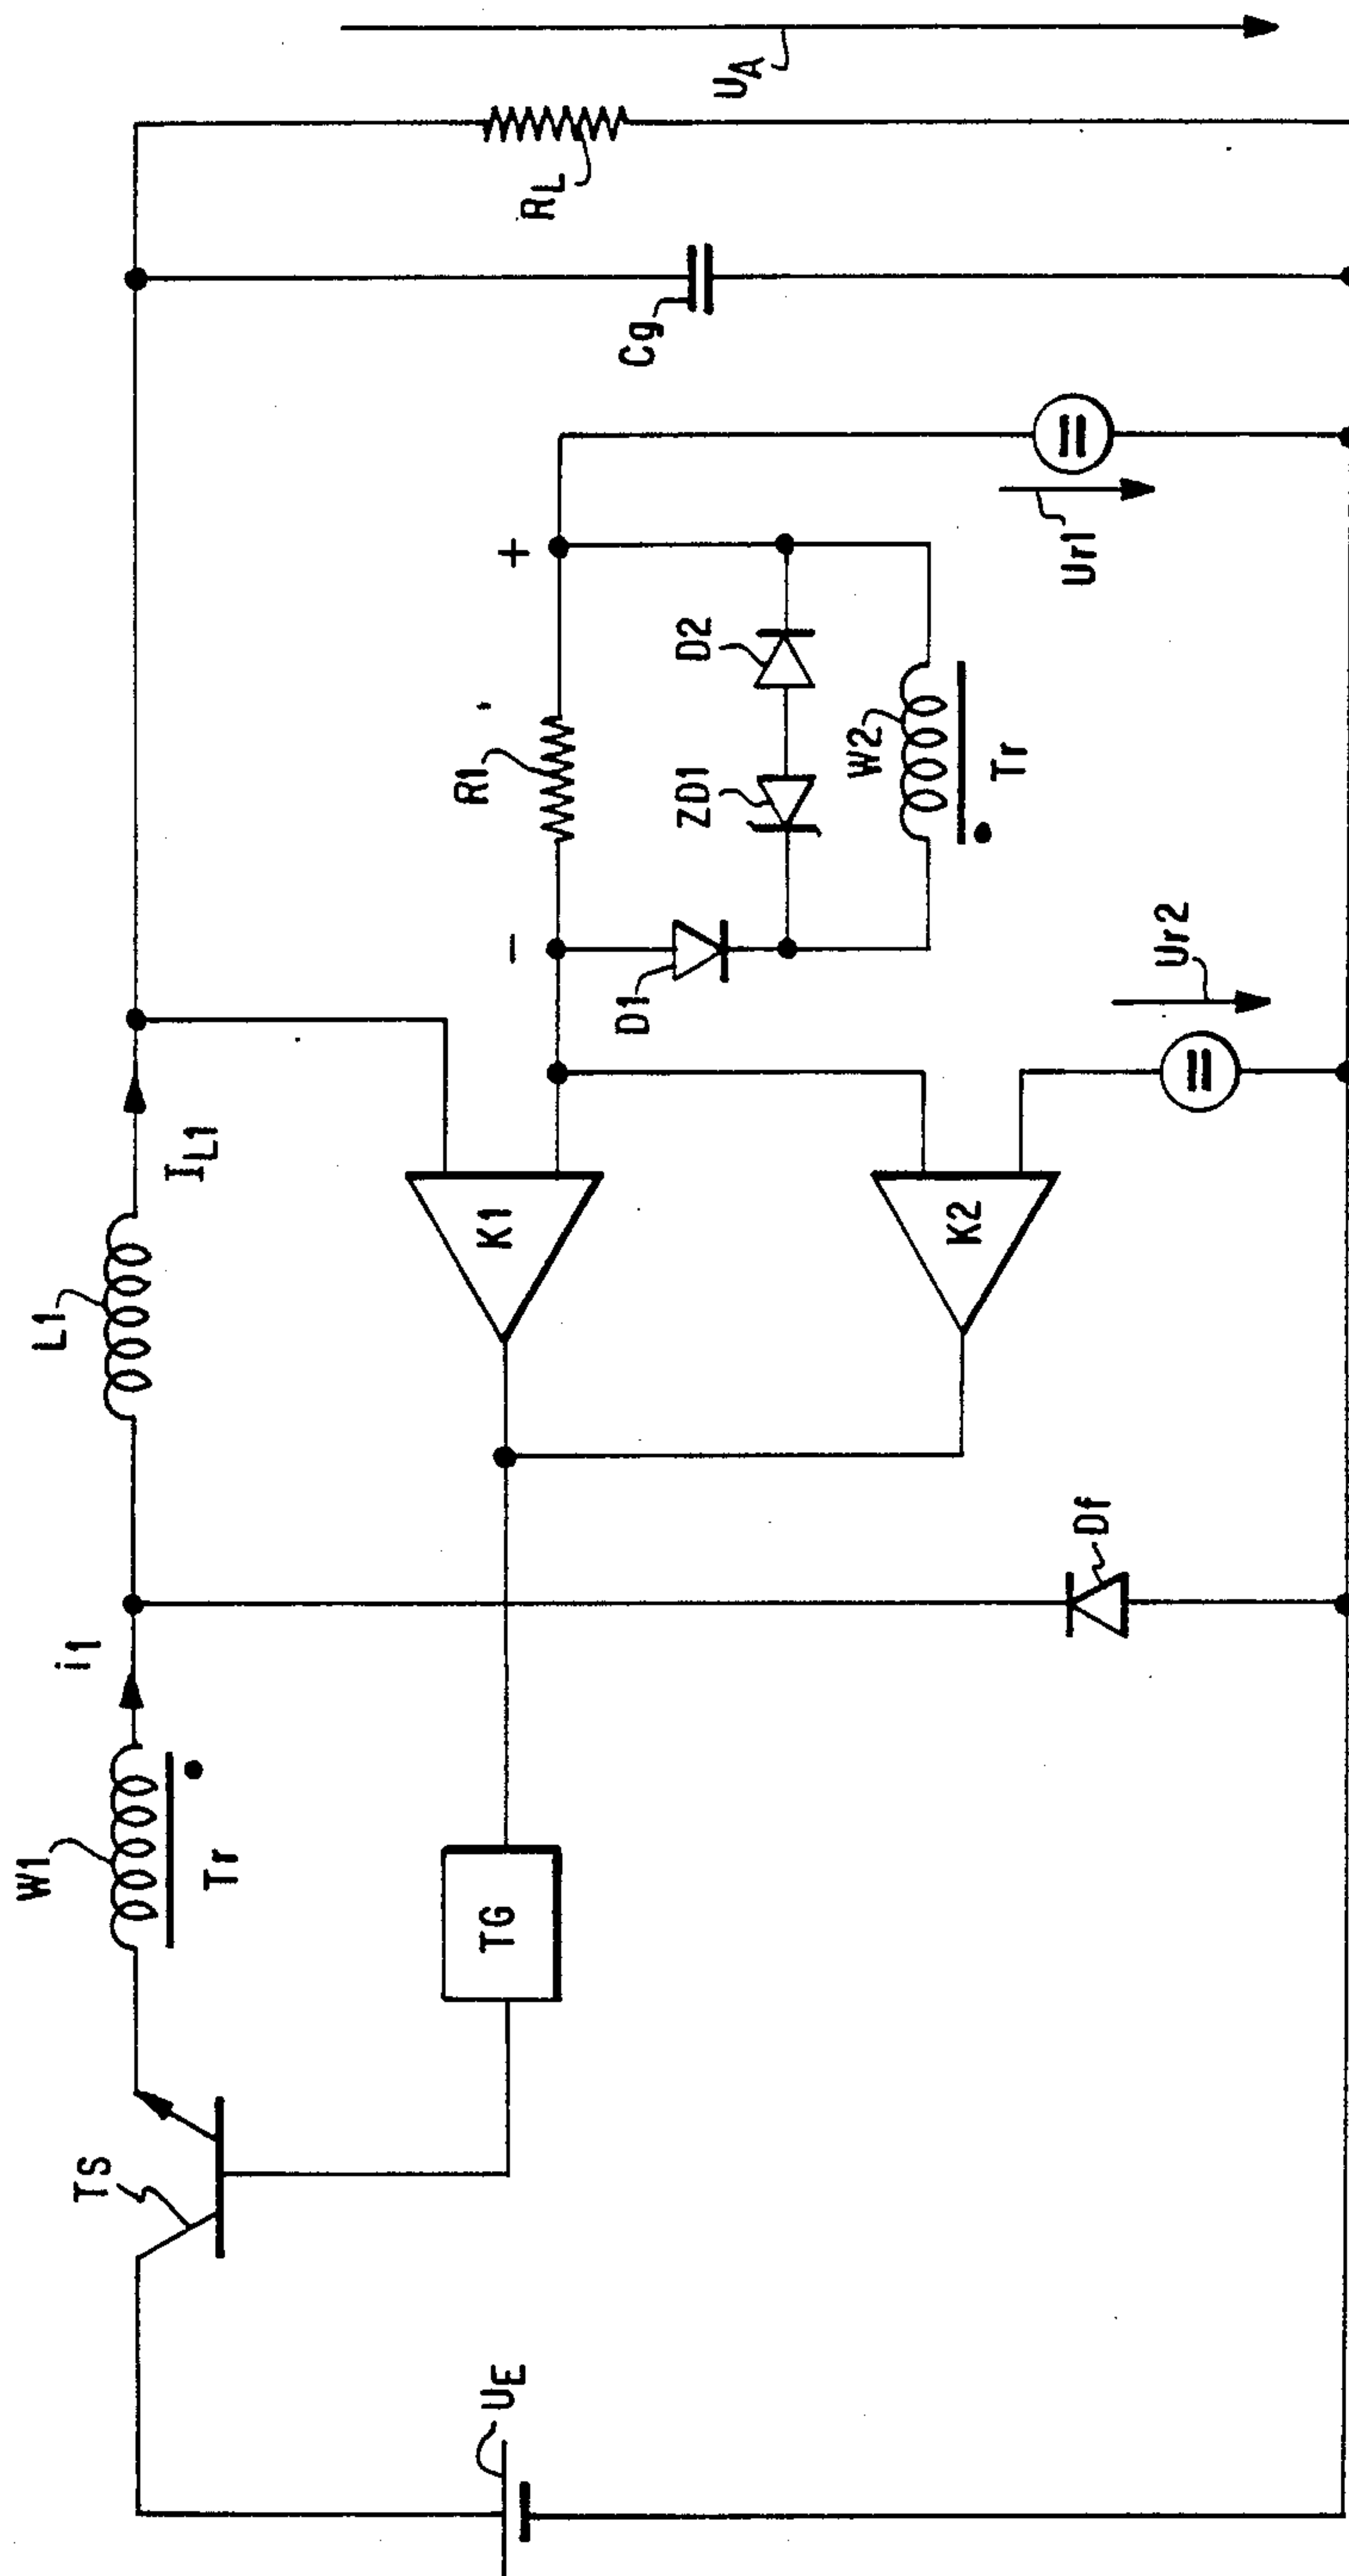 TS
W1
Tr
i1
L1
IL1
UE
TG
K1
K2
Df
R1
-
+
D1
ZD1
D2
W2
Tr
Ur2
Ur1
Cg
RL
UA